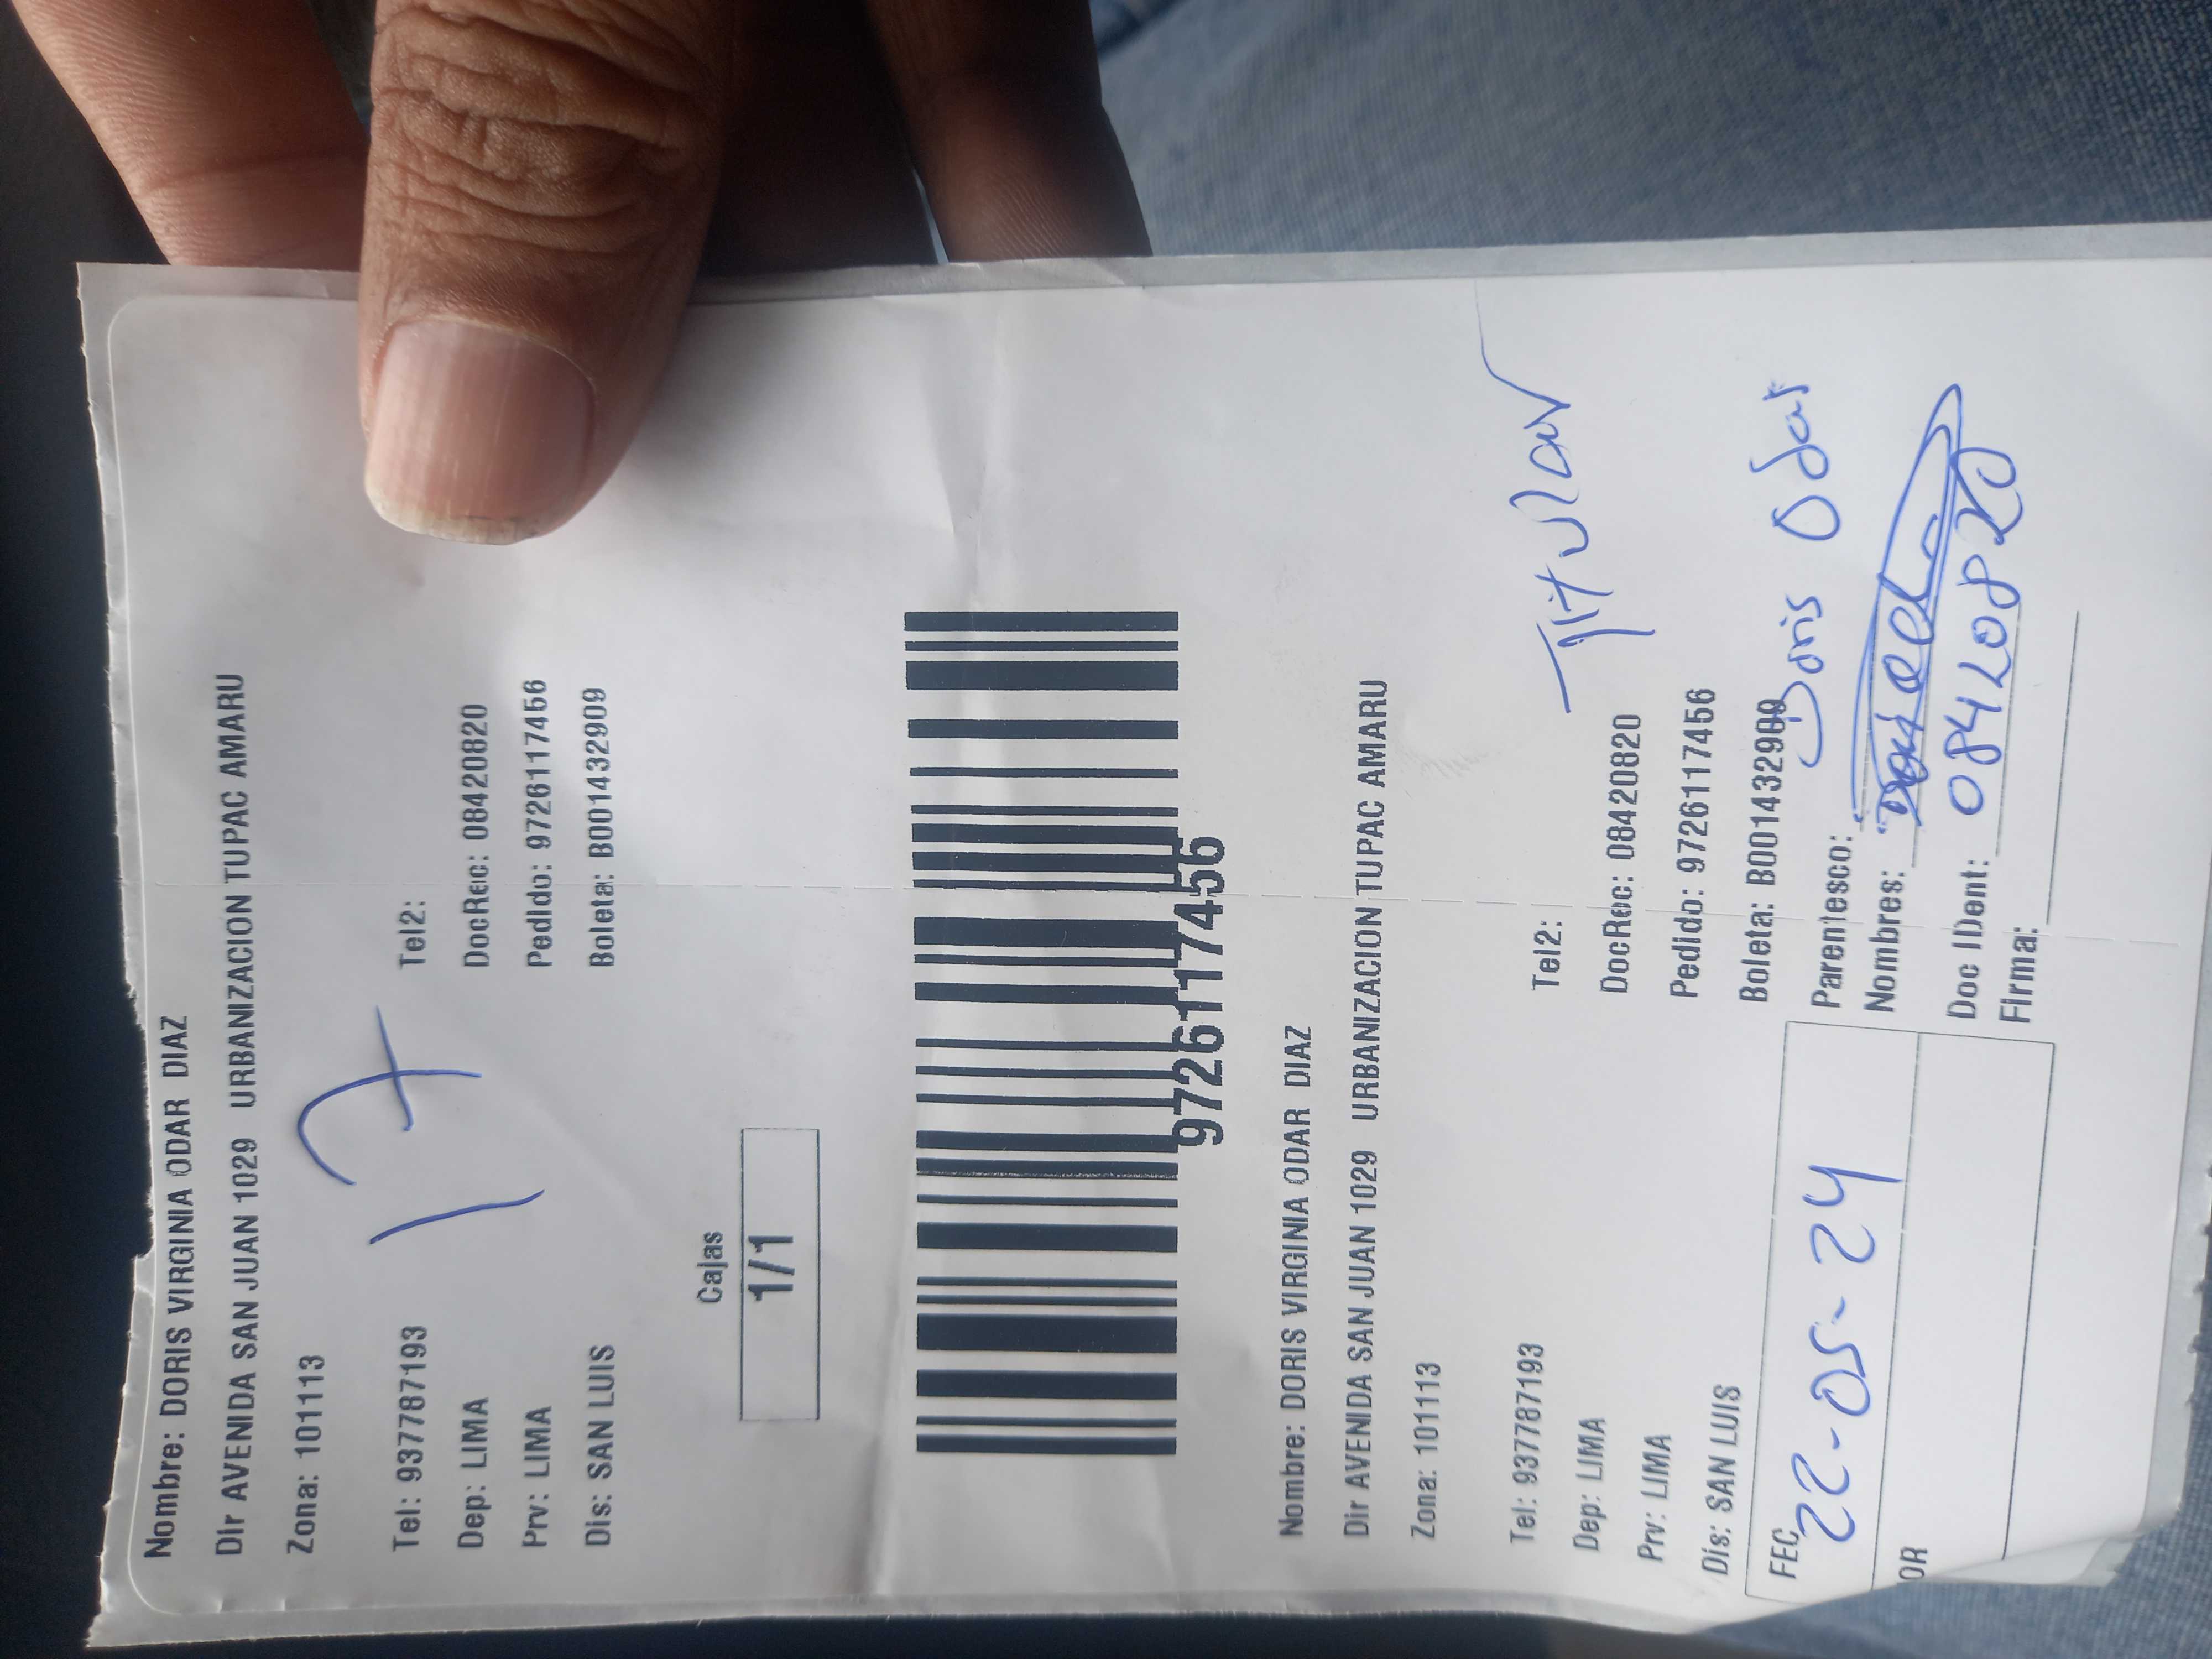 Nombre: DORIS VIRGINIA ODAR DIAZ
Dir AVENIDA SAN JUAN 1029 URBANIZACION TUPAC AMARU
Zona: 101113
17
Tel: 937787193 Tel2:
Dep: LIMA DocRec: 08420820
Prv: LIMA Pedido: 9726117456
Dis: SAN LUIS Boleta: B001432909
Cajas
1/1
9726117456
Nombre: DORIS VIRGINIA ODAR DIAZ
Dir AVENIDA SAN JUAN 1029 URBANIZACION TUPAC AMARU
Zona: 101113
Titular
Tel: 937787193 Tel2:
Dep: LIMA DocRec: 08420820
Prv: LIMA Pedido: 9726117456
Dis: SAN LUIS Boleta: B001432909
Doris Odar
FEC 22-05-24 Parentesco:
Nombres:
OR Doc IDent: 08420820
Firma: